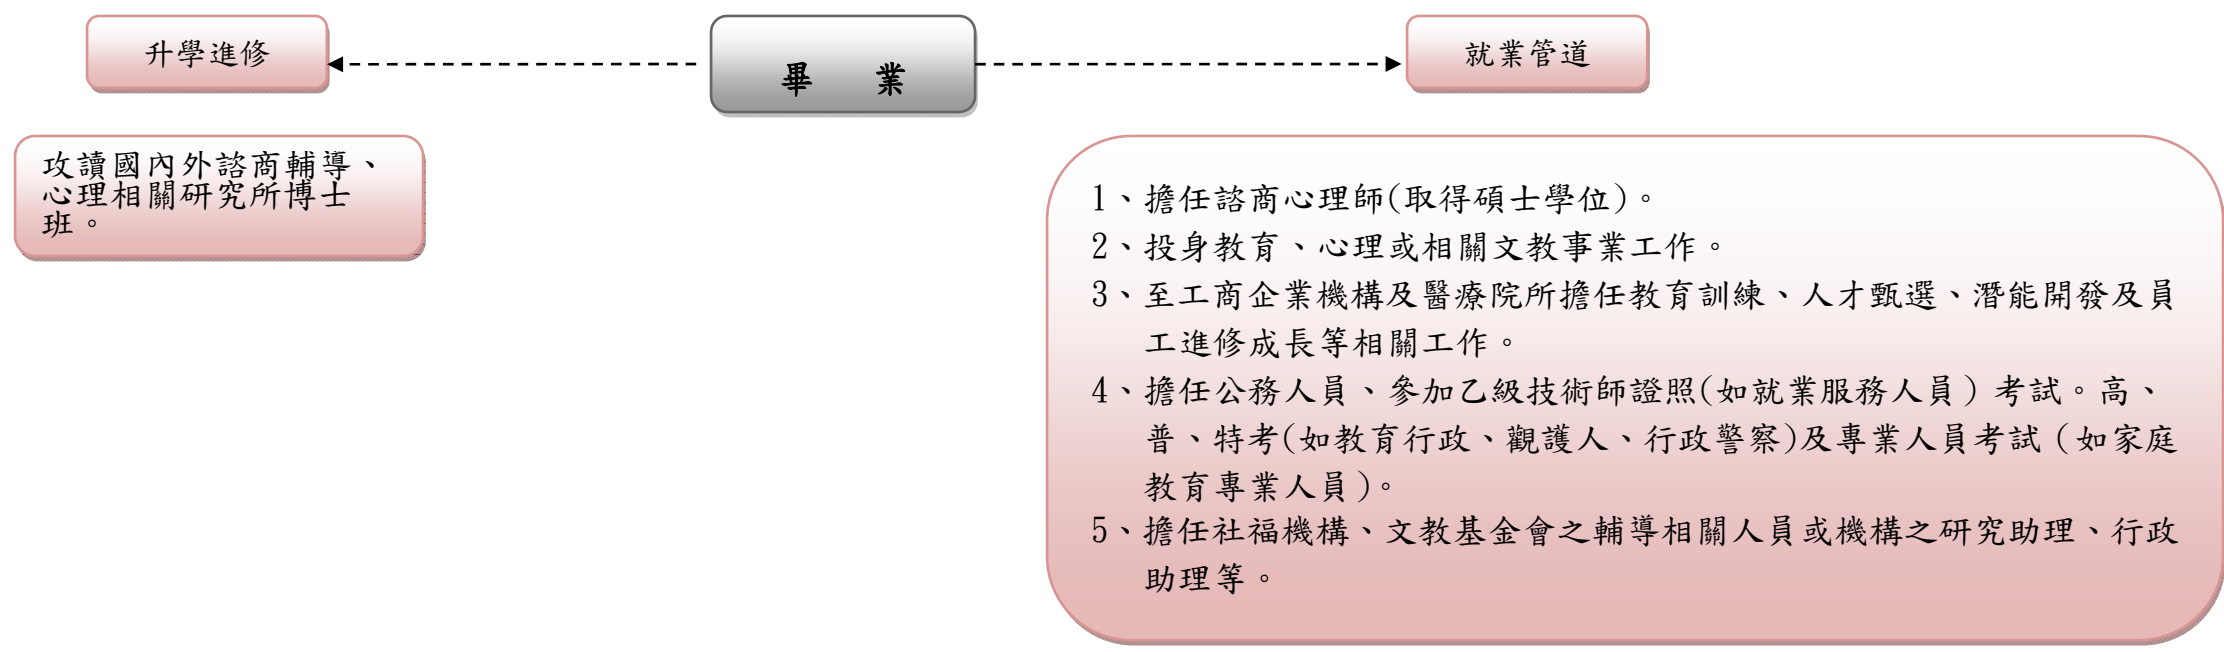 升學進修
畢 業
就業管道
攻讀國內外諮商輔導、
心理相關研究所博士
班。
1、擔任諮商心理師(取得碩士學位)。
2、投身教育、心理或相關文教事業工作。
3、至工商企業機構及醫療院所擔任教育訓練、人才甄選、潛能開發及員
工進修成長等相關工作。
4、擔任公務人員、參加乙級技術師證照(如就業服務人員)考試。高、
普、特考(如教育行政、觀護人、行政警察)及專業人員考試(如家庭
教育專業人員)。
5、擔任社福機構、文教基金會之輔導相關人員或機構之研究助理、行政
助理等。